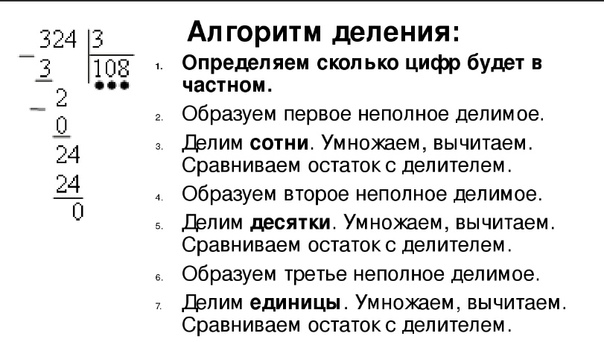 Алгоритм деления:
324 3
3 108
2
0
24
24
0
1. Определяем сколько цифр будет в
частном.
2. Образуем первое неполное делимое.
3. Делим сотни. Умножаем, вычитаем.
Сравниваем остаток с делителем.
4. Образуем второе неполное делимое.
5. Делим десятки. Умножаем, вычитаем.
Сравниваем остаток с делителем.
6. Образуем третье неполное делимое.
7. Делим единицы. Умножаем, вычитаем.
Сравниваем остаток с делителем.